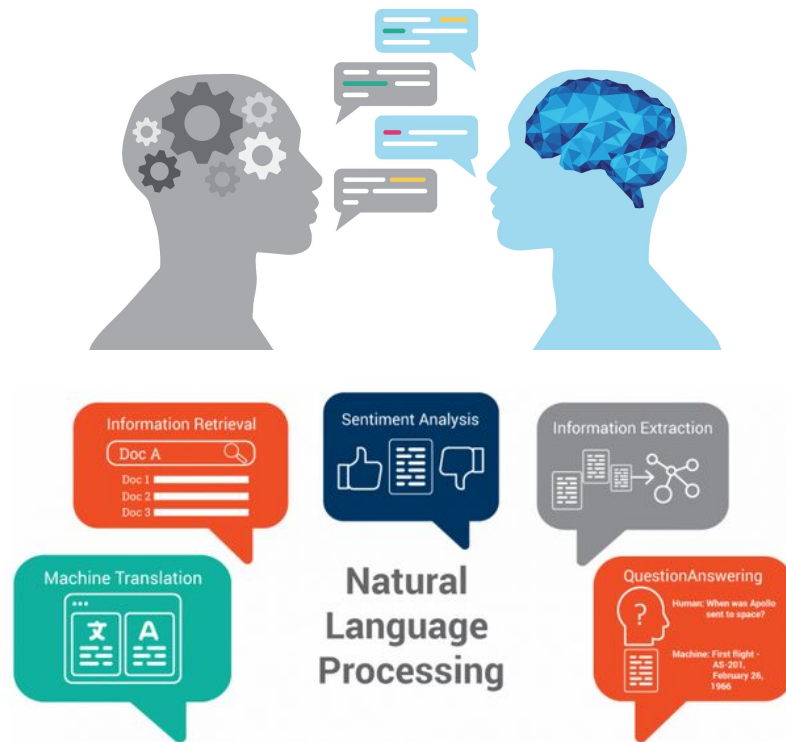 Information Retrieval
Doc A
Doc 1
Doc 2
Doc 3
Sentiment Analysis
Information Extraction
Machine Translation
文 A
Natural
Language
Processing
QuestionAnswering
?
Human: When was Apollo
sent to space?
Machine: First flight -
AS-201,
February 26,
1966